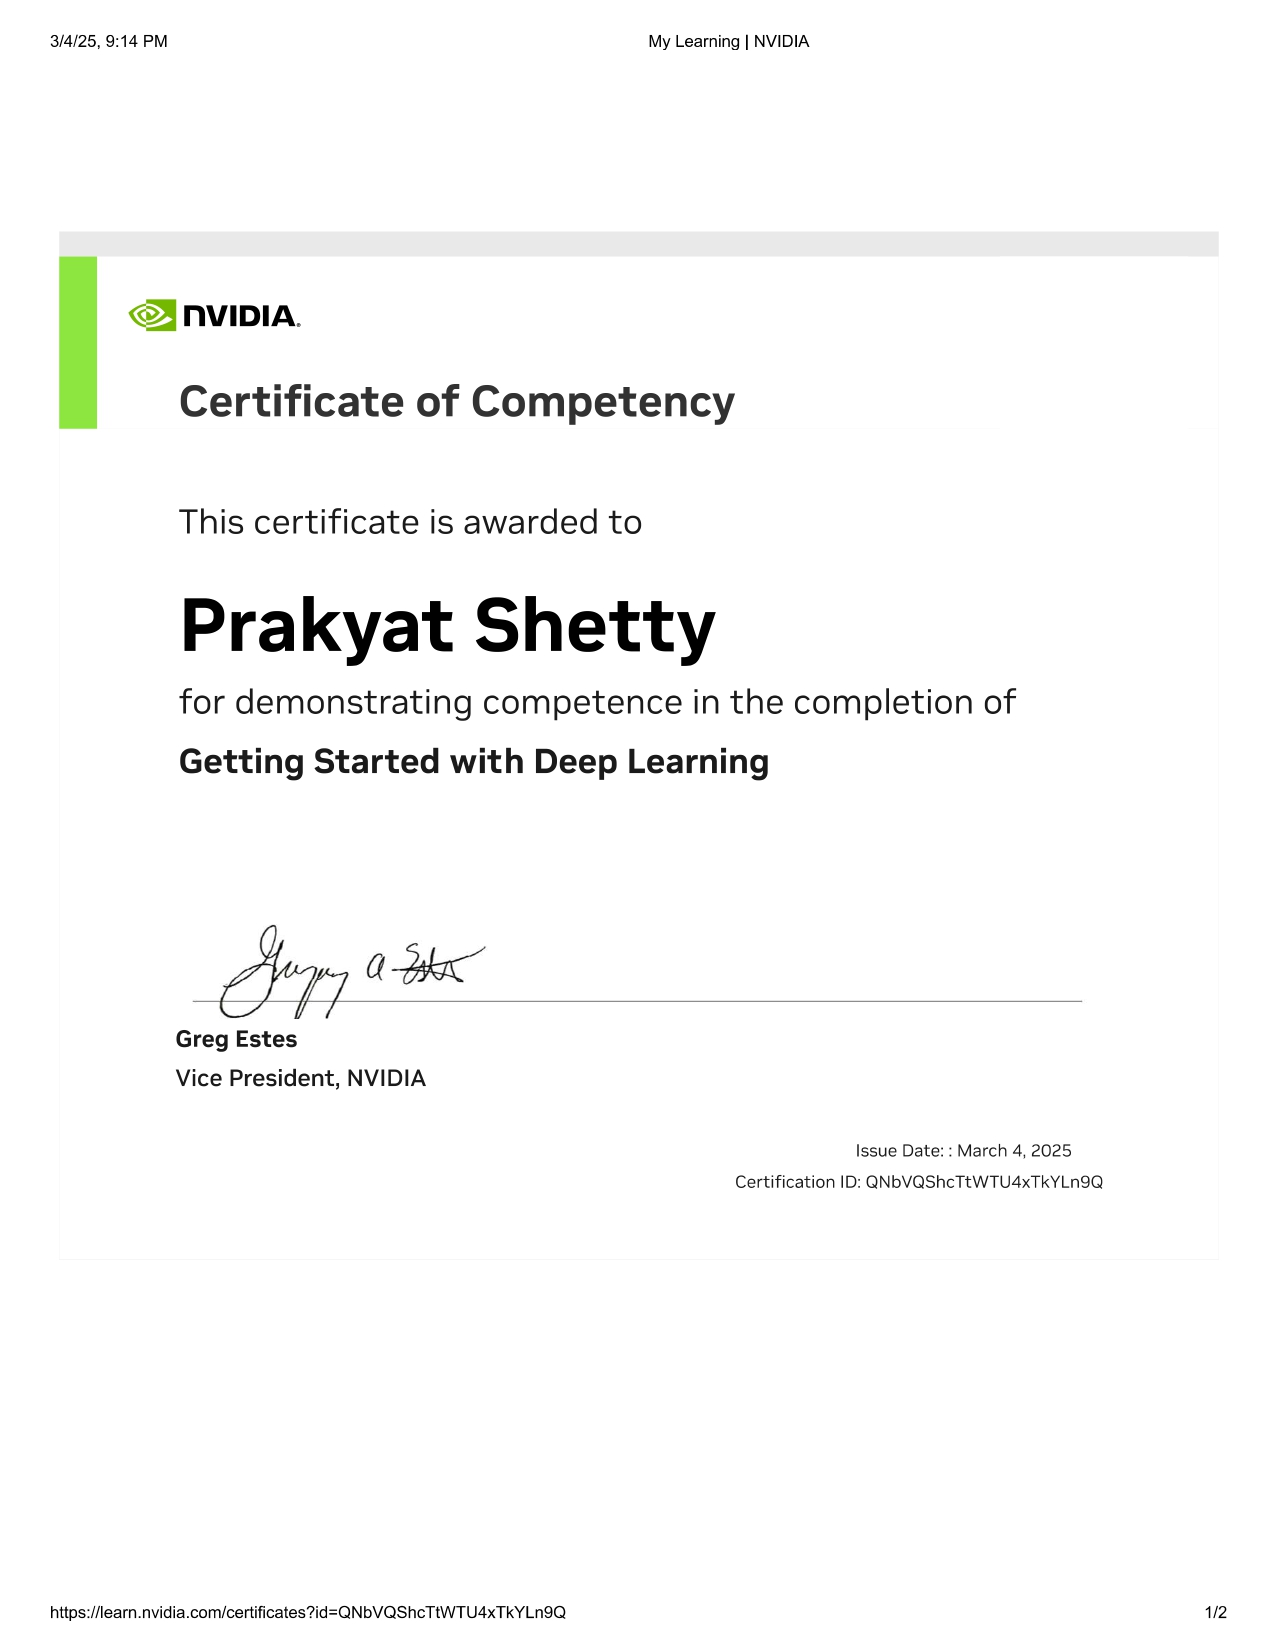 3/4/25, 9:14 PM
My Learning | NVIDIA
NVIDIA.
Certificate of Competency
This certificate is awarded to
Prakyat Shetty
for demonstrating competence in the completion of
Getting Started with Deep Learning
Greg Estes
Vice President, NVIDIA
Issue Date: : March 4, 2025
Certification ID: QNbVQShcTtWTU4xTkYLn9Q
https://learn.nvidia.com/certificates?id=QNbVQShcTtWTU4xTkYLn9Q
1/2